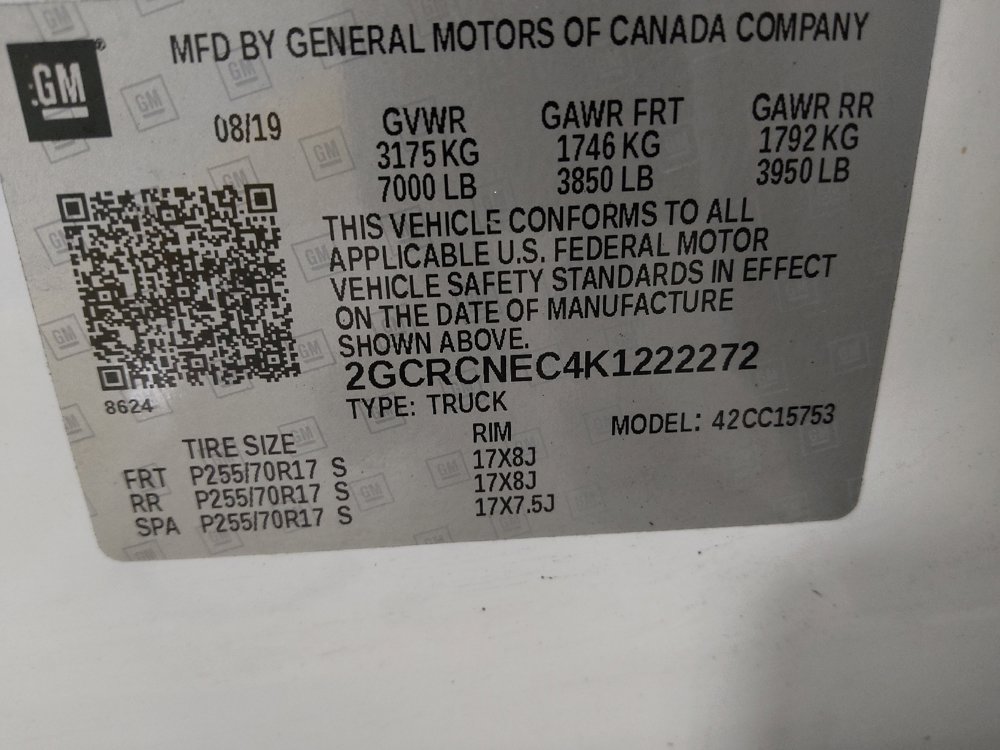 GM
MFD BY GENERAL MOTORS OF CANADA COMPANY
08/19
GVWR GAWR FRT GAWR RR
3175 KG 1746 KG 1792 KG
7000 LB 3850 LB 3950 LB
THIS VEHICLE CONFORMS TO ALL
APPLICABLE U.S. FEDERAL MOTOR
VEHICLE SAFETY STANDARDS IN EFFECT
ON THE DATE OF MANUFACTURE
SHOWN ABOVE.
2GCRCNEC4K1222272
8624
TYPE: TRUCK MODEL: 42CC15753
TIRE SIZE RIM
FRT P255/70R17 S 17X8J
RR P255/70R17 S 17X8J
SPA P255/70R17 S 17X7.5J